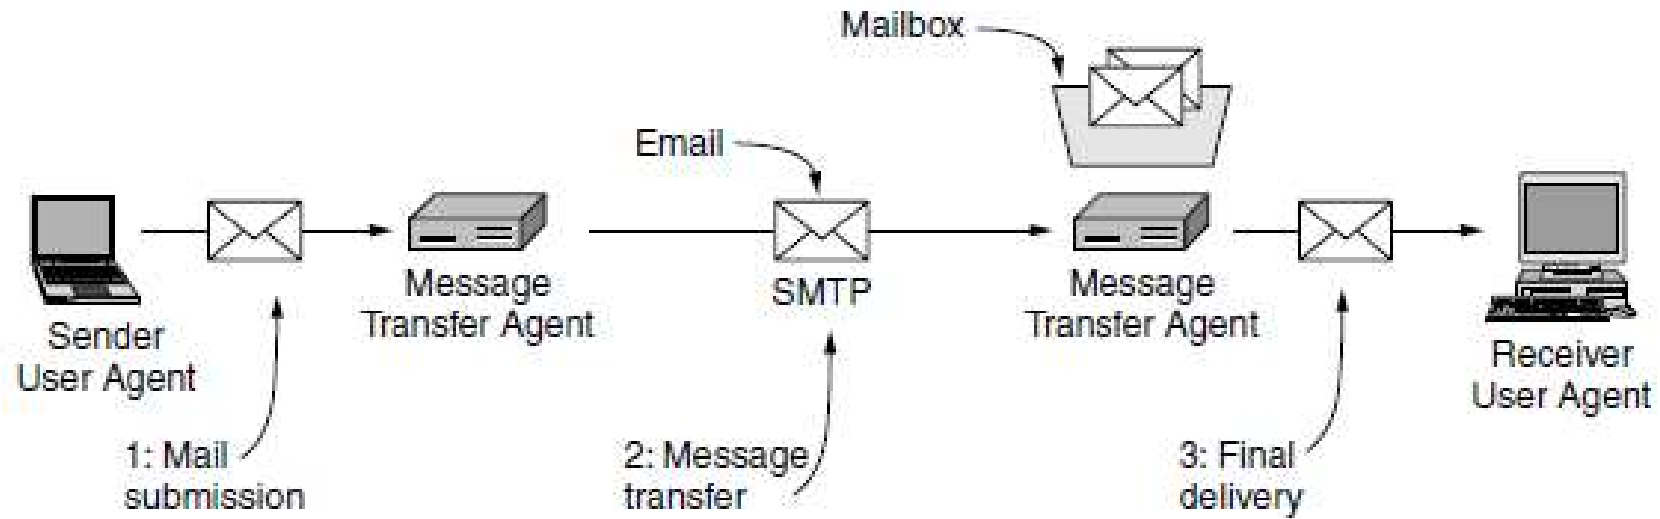 Mailbox
Email
Sender
User Agent
Message
Transfer Agent
SMTP
Message
Transfer Agent
Receiver
User Agent
1: Mail
submission
2: Message
transfer
3: Final
delivery